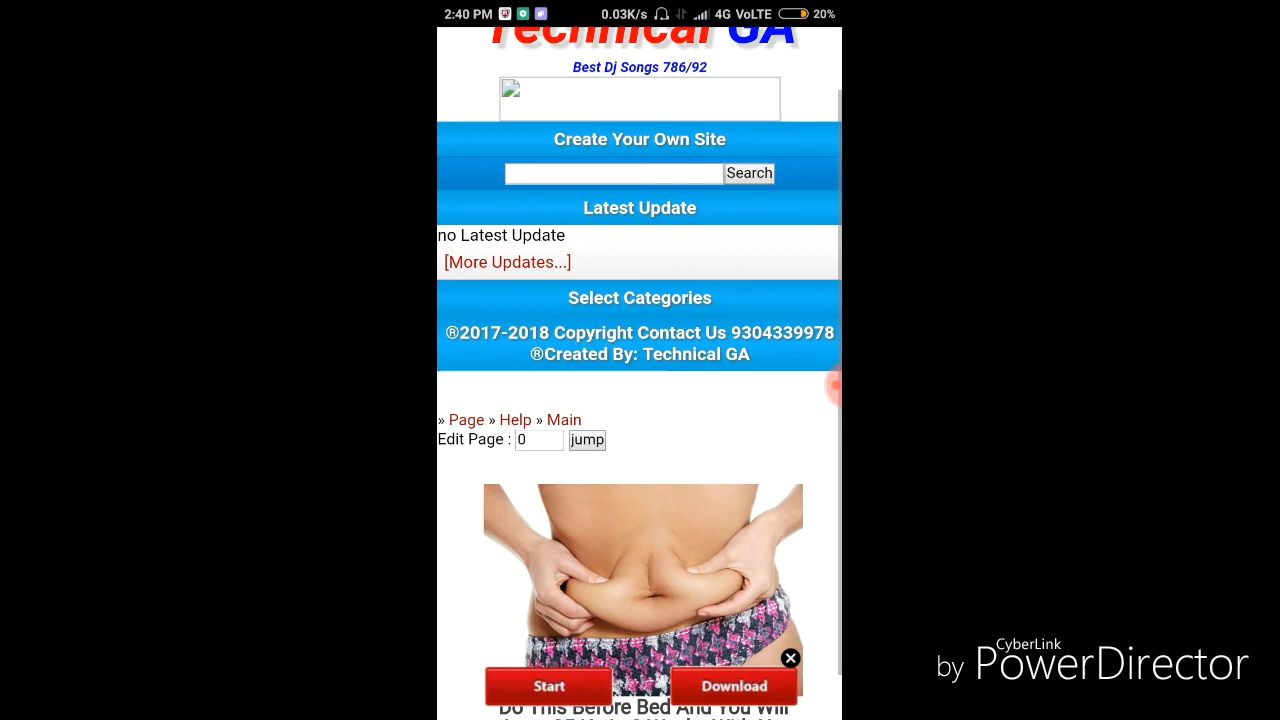 2:40 PM 0.03K/s 4G VoLTE 20%
Technical GA
Best Dj Songs 786/92
Create Your Own Site
Search
Latest Update
no Latest Update
[More Updates...]
Select Categories
®2017-2018 Copyright Contact Us 9304339978
®Created By: Technical GA
» Page » Help » Main
Edit Page : 0 jump
Start Download
Do This Before Bed And You Will
by CyberLink PowerDirector